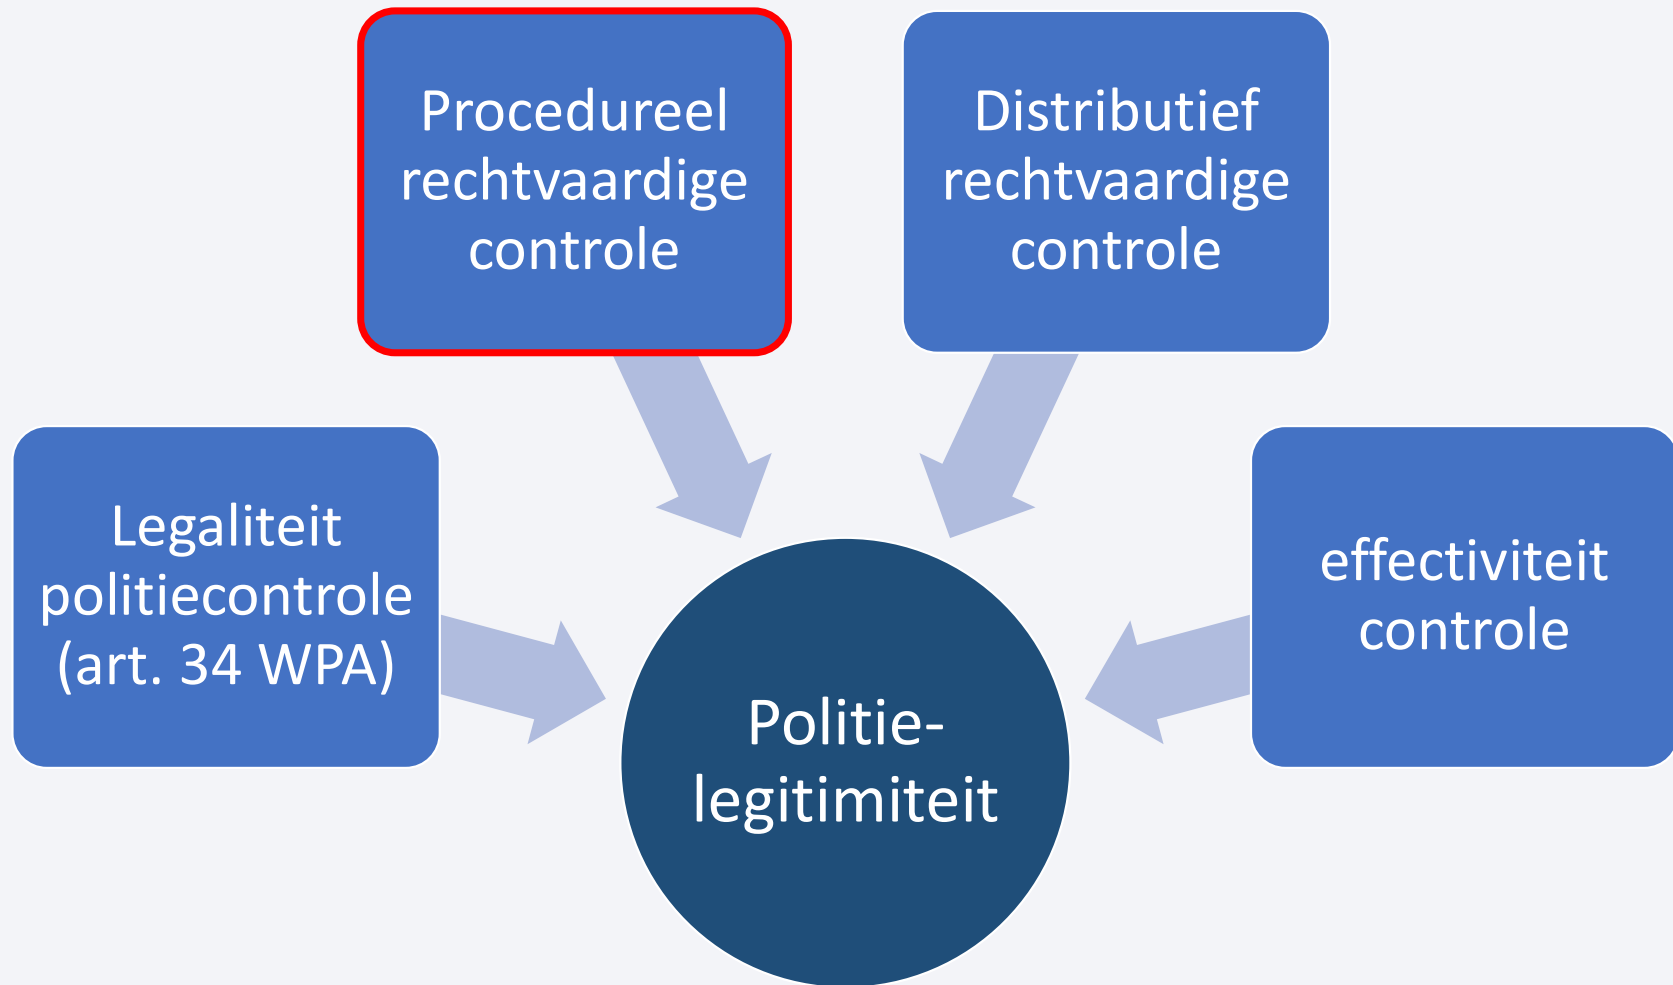 Procedureel
rechtvaardige
controle
Distributief
rechtvaardige
controle
Legaliteit
politiecontrole
(art. 34 WPA)
effectiviteit
controle
Politie-
legitimiteit